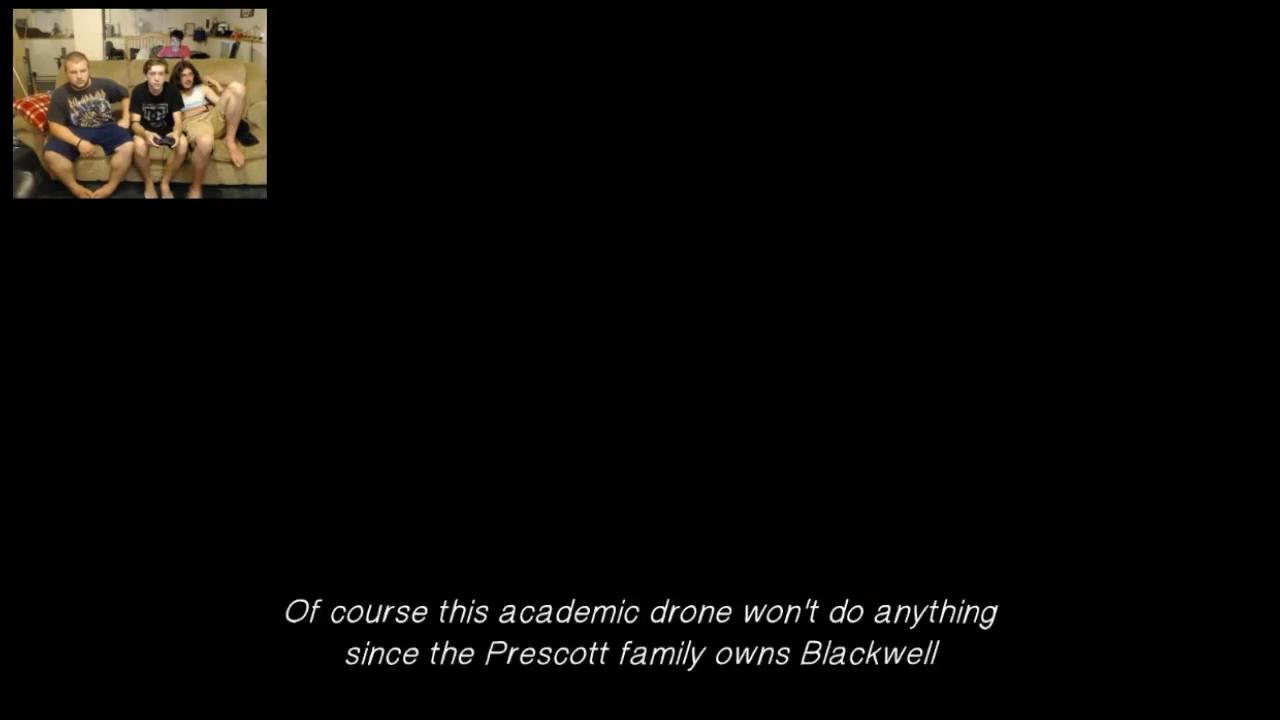 Of course this academic drone won't do anything
since the Prescott family owns Blackwell